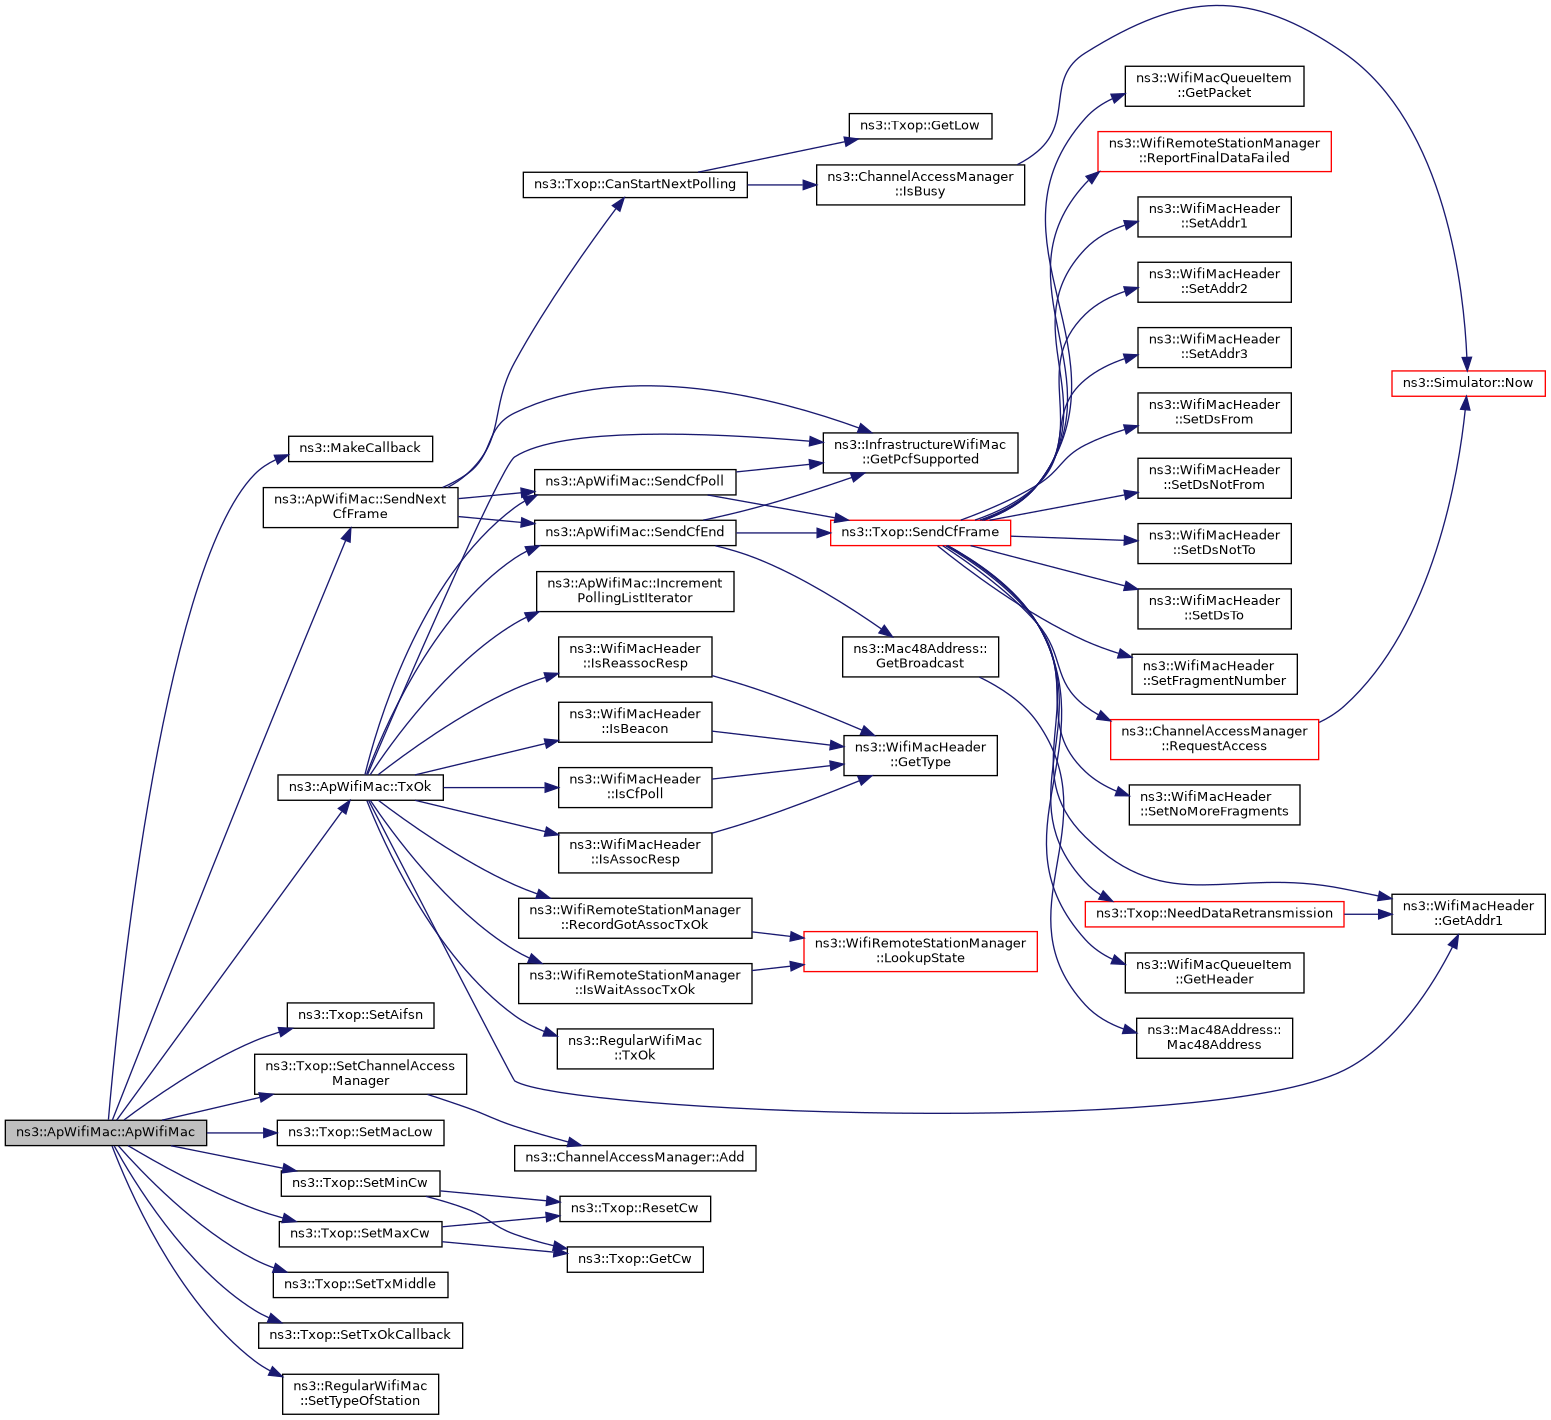 ns3::ApWifiMac::ApWifiMac
ns3::MakeCallback
ns3::ApWifiMac::SendNext
CfFrame
ns3::ApWifiMac::TxOk
ns3::Txop::SetAifsn
ns3::Txop::SetChannelAccess
Manager
ns3::Txop::SetMacLow
ns3::Txop::SetMinCw
ns3::Txop::SetMaxCw
ns3::Txop::SetTxMiddle
ns3::Txop::SetTxOkCallback
ns3::RegularWifiMac
::SetTypeOfStation
ns3::Txop::CanStartNextPolling
ns3::ApWifiMac::SendCfPoll
ns3::ApWifiMac::SendCfEnd
ns3::ApWifiMac::Increment
PollingListIterator
ns3::WifiMacHeader
::IsReassocResp
ns3::WifiMacHeader
::IsBeacon
ns3::WifiMacHeader
::IsCfPoll
ns3::WifiMacHeader
::IsAssocResp
ns3::WifiRemoteStationManager
::RecordGotAssocTxOk
ns3::WifiRemoteStationManager
::IsWaitAssocTxOk
ns3::RegularWifiMac
::TxOk
ns3::ChannelAccessManager::Add
ns3::Txop::ResetCw
ns3::Txop::GetCw
ns3::Txop::GetLow
ns3::ChannelAccessManager
::IsBusy
ns3::InfrastructureWifiMac
::GetPcfSupported
ns3::Txop::SendCfFrame
ns3::Mac48Address::
GetBroadcast
ns3::WifiMacHeader
::GetType
ns3::WifiRemoteStationManager
::LookupState
ns3::WifiMacQueueItem
::GetPacket
ns3::WifiRemoteStationManager
::ReportFinalDataFailed
ns3::WifiMacHeader
::SetAddr1
ns3::WifiMacHeader
::SetAddr2
ns3::WifiMacHeader
::SetAddr3
ns3::WifiMacHeader
::SetDsFrom
ns3::WifiMacHeader
::SetDsNotFrom
ns3::WifiMacHeader
::SetDsNotTo
ns3::WifiMacHeader
::SetDsTo
ns3::WifiMacHeader
::SetFragmentNumber
ns3::ChannelAccessManager
::RequestAccess
ns3::WifiMacHeader
::SetNoMoreFragments
ns3::Txop::NeedDataRetransmission
ns3::WifiMacQueueItem
::GetHeader
ns3::Mac48Address::
Mac48Address
ns3::Simulator::Now
ns3::WifiMacHeader
::GetAddr1